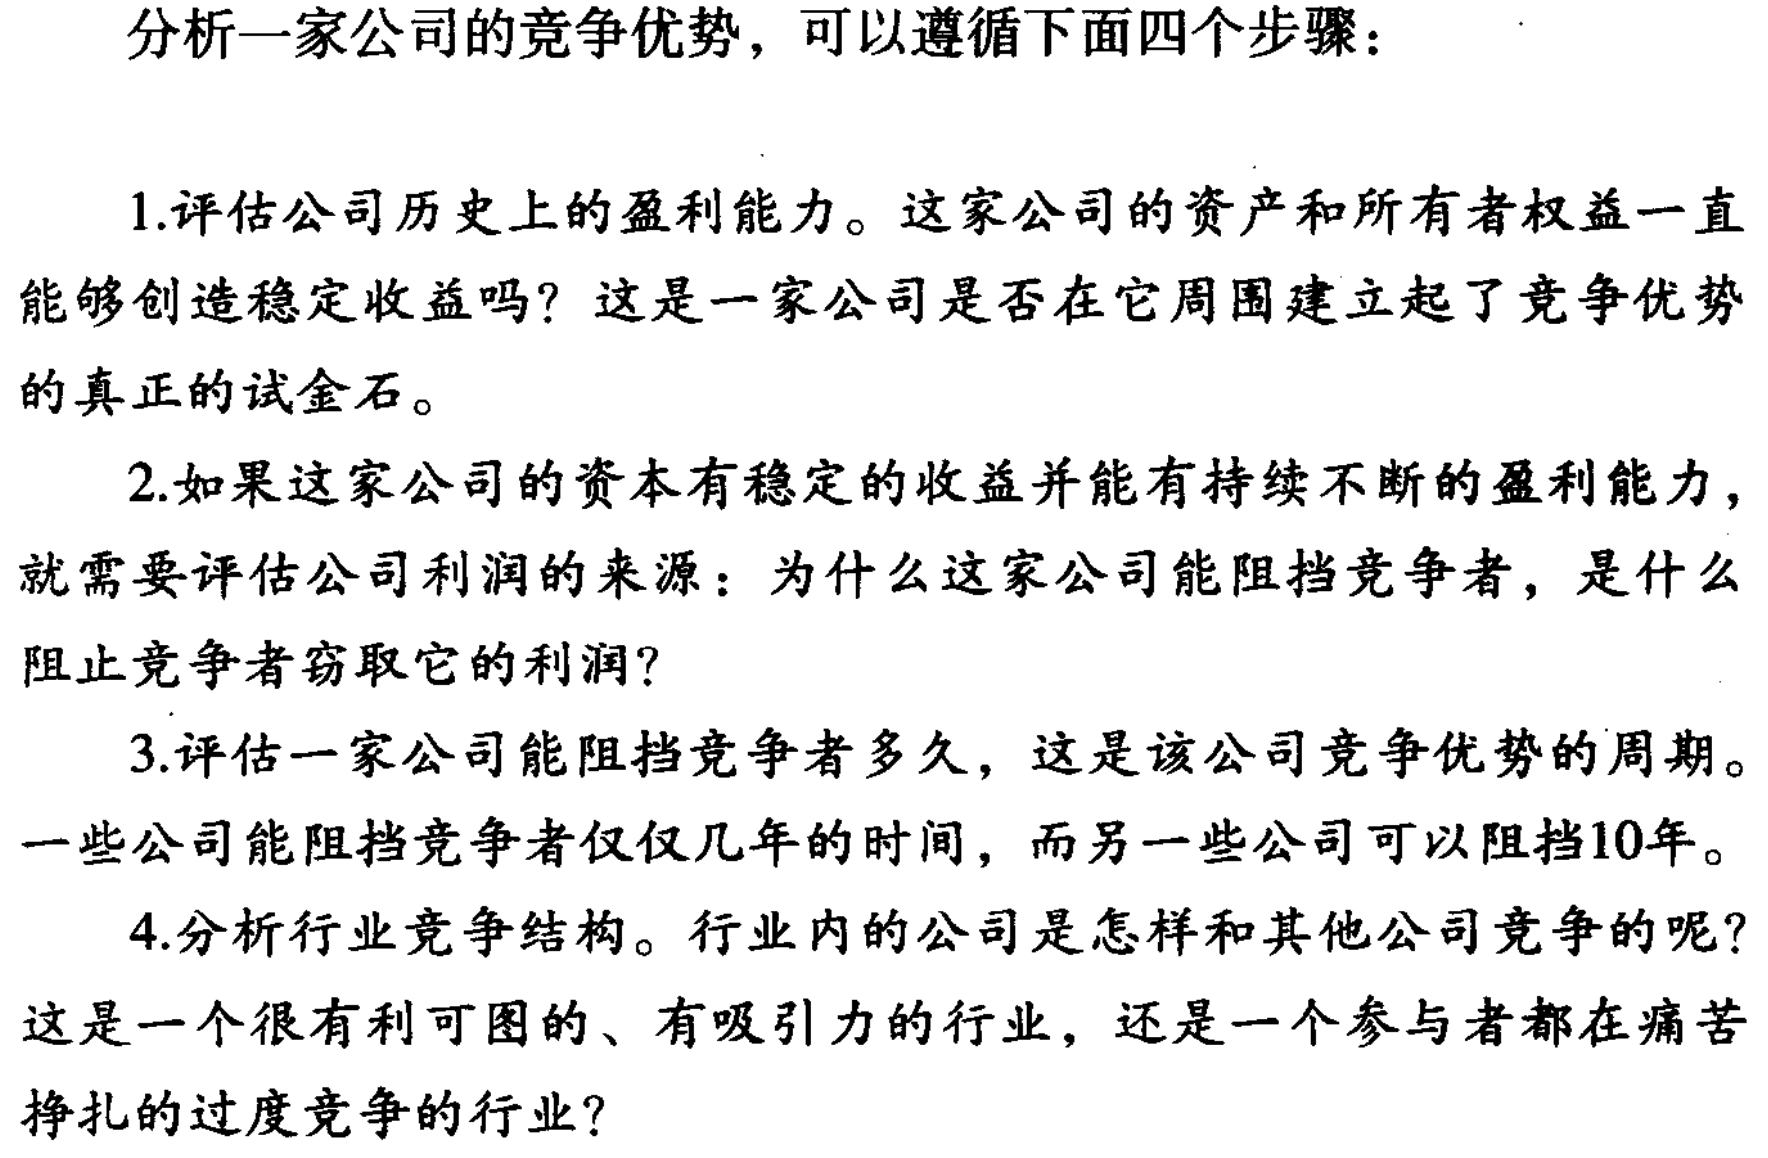 分析一家公司的竞争优势，可以遵循下面四个步骤：
1.评估公司历史上的盈利能力。这家公司的资产和所有者权益一直
能够创造稳定收益吗？这是一家公司是否在它周围建立起了竞争优势
的真正的试金石。
2.如果这家公司的资本有稳定的收益并能有持续不断的盈利能力，
就需要评估公司利润的来源：为什么这家公司能阻挡竞争者，是什么
阻止竞争者窃取它的利润？
3.评估一家公司能阻挡竞争者多久，这是该公司竞争优势的周期。
一些公司能阻挡竞争者仅仅几年的时间，而另一些公司可以阻挡10年。
4.分析行业竞争结构。行业内的公司是怎样和其他公司竞争的呢？
这是一个很有利可图的、有吸引力的行业，还是一个参与者都在痛苦
挣扎的过度竞争的行业？